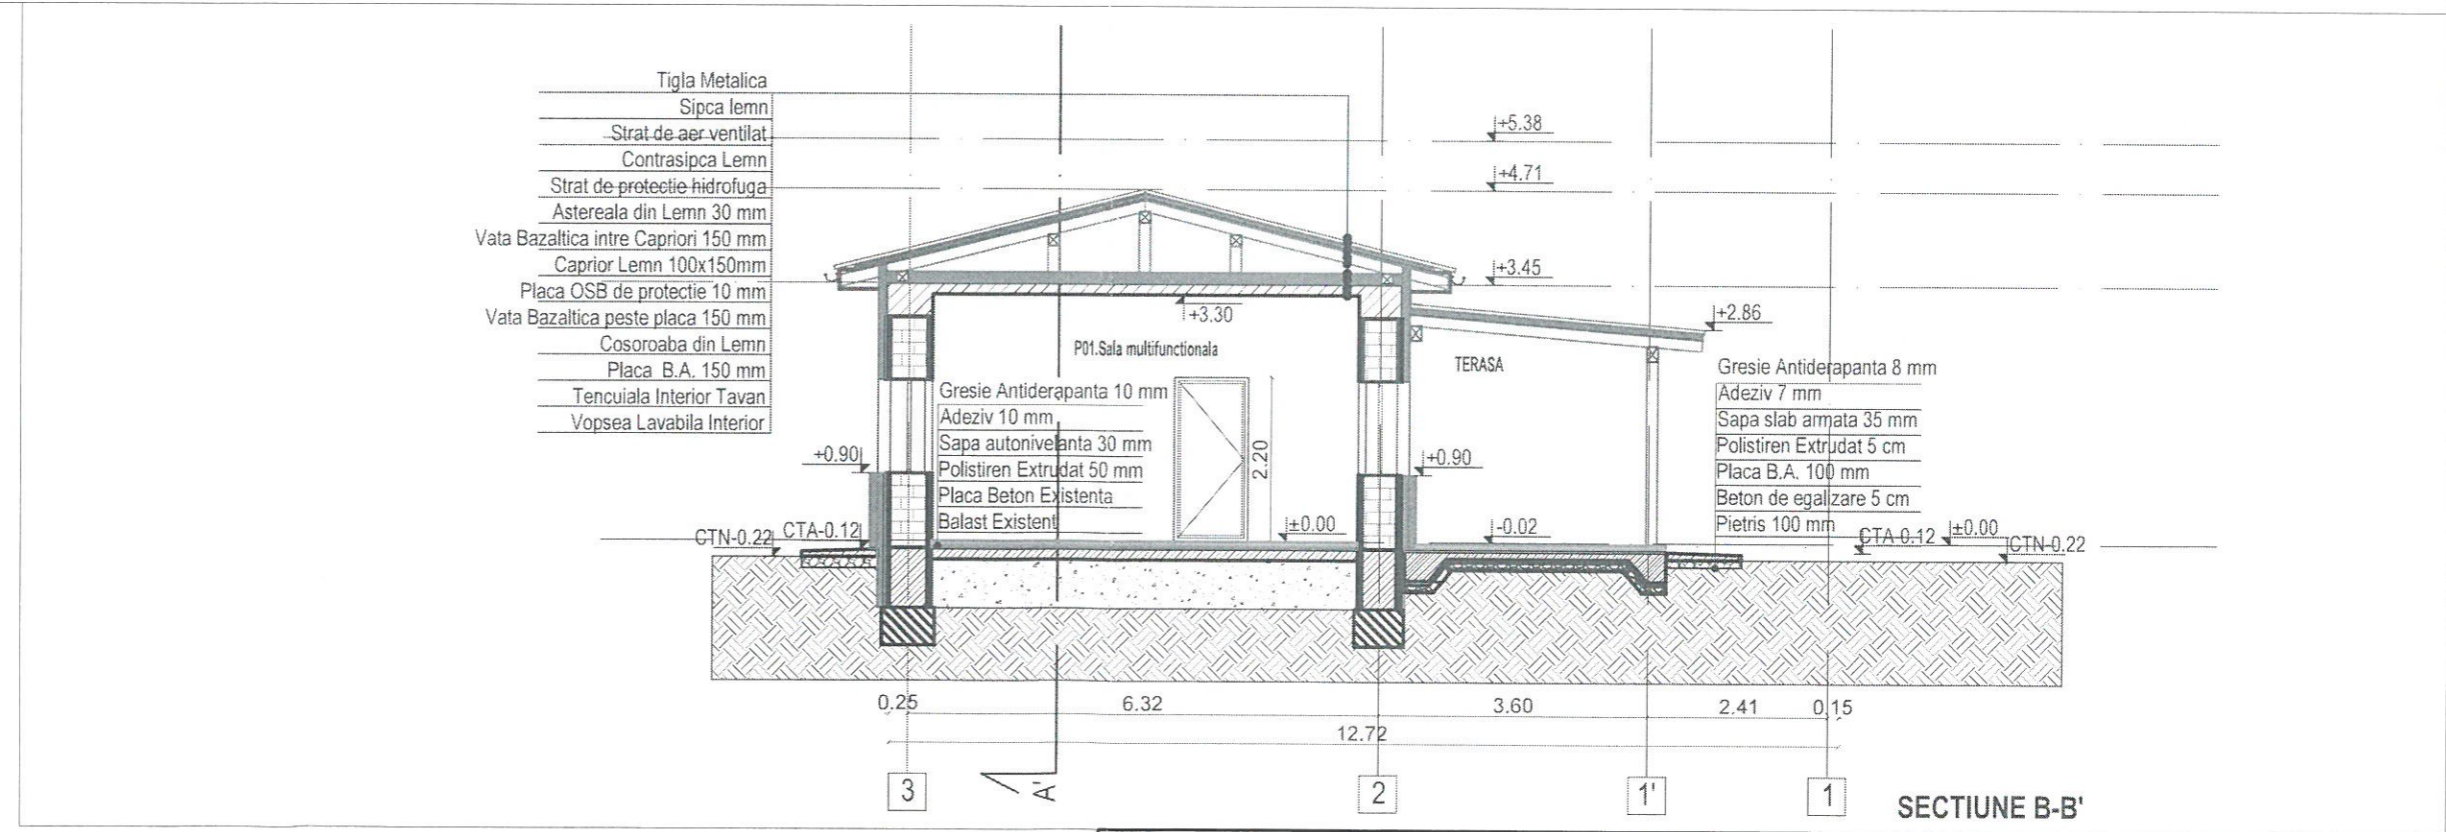 Tigla Metalica
Sipca lemn
Strat de aer ventilat
Contrasipca Lemn
Strat de protectie hidrofuga
Astereala din Lemn 30 mm
Vata Bazaltica intre Capriori 150 mm
Caprior Lemn 100x150mm
Placa OSB de protectie 10 mm
Vata Bazaltica peste placa 150 mm
Cosoroaba din Lemn
Placa B.A. 150 mm
Tencuiala Interior Tavan
Vopsea Lavabila Interior
+5.38
+4.71
+3.45
+3.30
+2.86
P01.Sala multifunctionala
TERASA
Gresie Antiderapanta 10 mm
Adeziv 10 mm
Sapa autonivelanta 30 mm
Polistiren Extrudat 50 mm
Placa Beton Existenta
Balast Existent
2.20
Gresie Antiderapanta 8 mm
Adeziv 7 mm
Sapa slab armata 35 mm
Polistiren Extrudat 5 cm
Placa B.A. 100 mm
Beton de egalizare 5 cm
Pietris 100 mm
+0.90
+0.90
CTN-0.22
CTA-0.12
±0.00
-0.02
CTA-0.12
±0.00
CTN-0.22
0.25
6.32
3.60
2.41
0.15
12.72
3
A'
2
1'
1
SECTIUNE B-B'